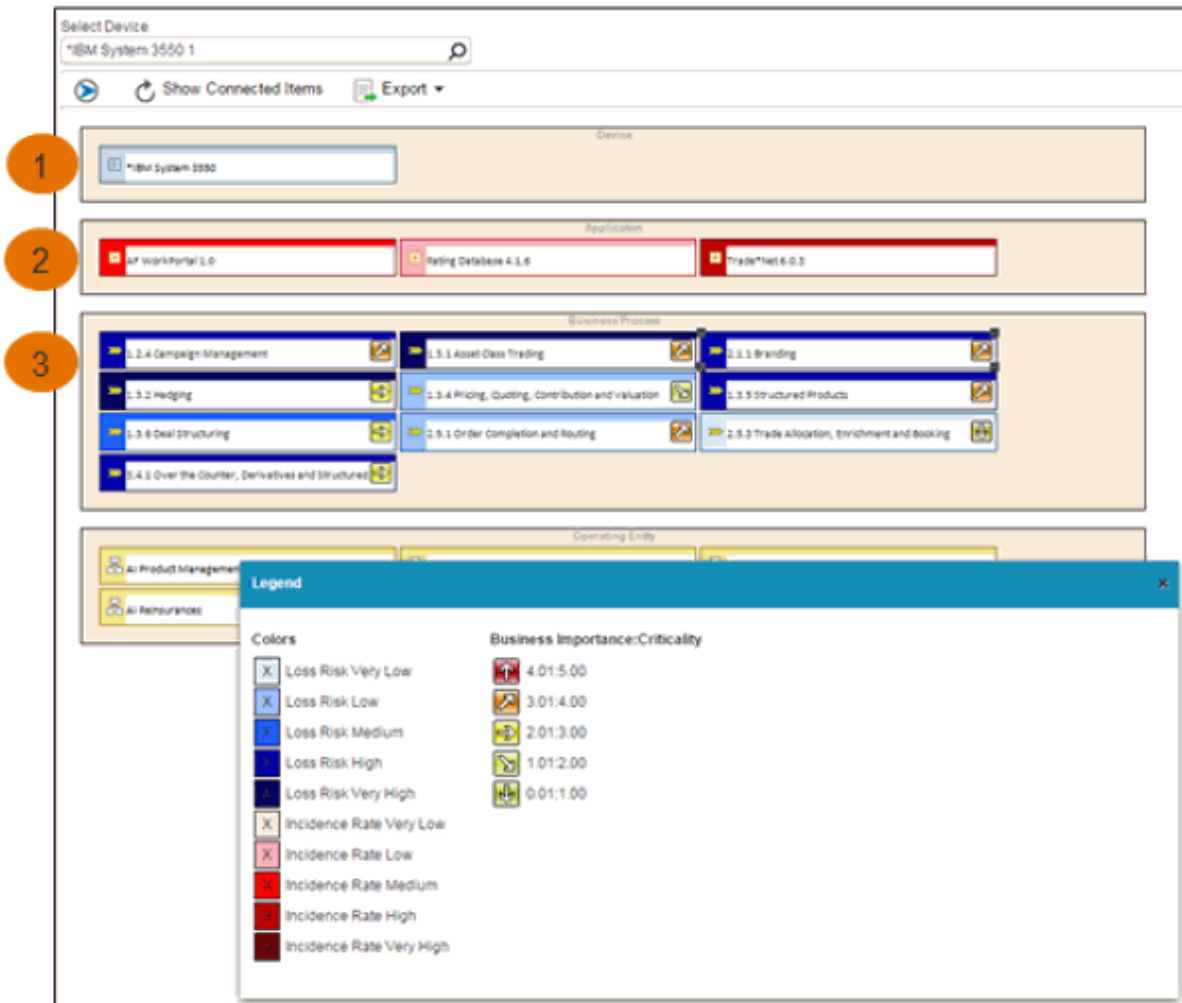 Select Device
*IBM System 3550 1
Show Connected Items Export
Device
1
*IBM System 3550
Application
2
AF WorkPortal 1.0 Rating Database 4.1.6 Trade*Net 6.0.3
Business Process
3
1.2.4 Campaign Management 1.3.1 Asset Class Trading 2.1.1 Branding
1.3.2 Hedging 1.3.4 Pricing, Quoting, Contribution and Valuation 1.3.5 Structured Products
1.3.6 Deal Structuring 2.5.1 Order Completion and Routing 2.5.3 Trade Allocation, Enrichment and Booking
3.4.1 Over the Counter, Derivatives and Structured
Operating Entity
AI Product Managemen
AI Reinsurances
Legend
Colors Business Importance:Criticality
X Loss Risk Very Low 4.01:5.00
X Loss Risk Low 3.01:4.00
X Loss Risk Medium 2.01:3.00
X Loss Risk High 1.01:2.00
X Loss Risk Very High 0.01:1.00
X Incidence Rate Very Low
X Incidence Rate Low
X Incidence Rate Medium
X Incidence Rate High
Incidence Rate Very High